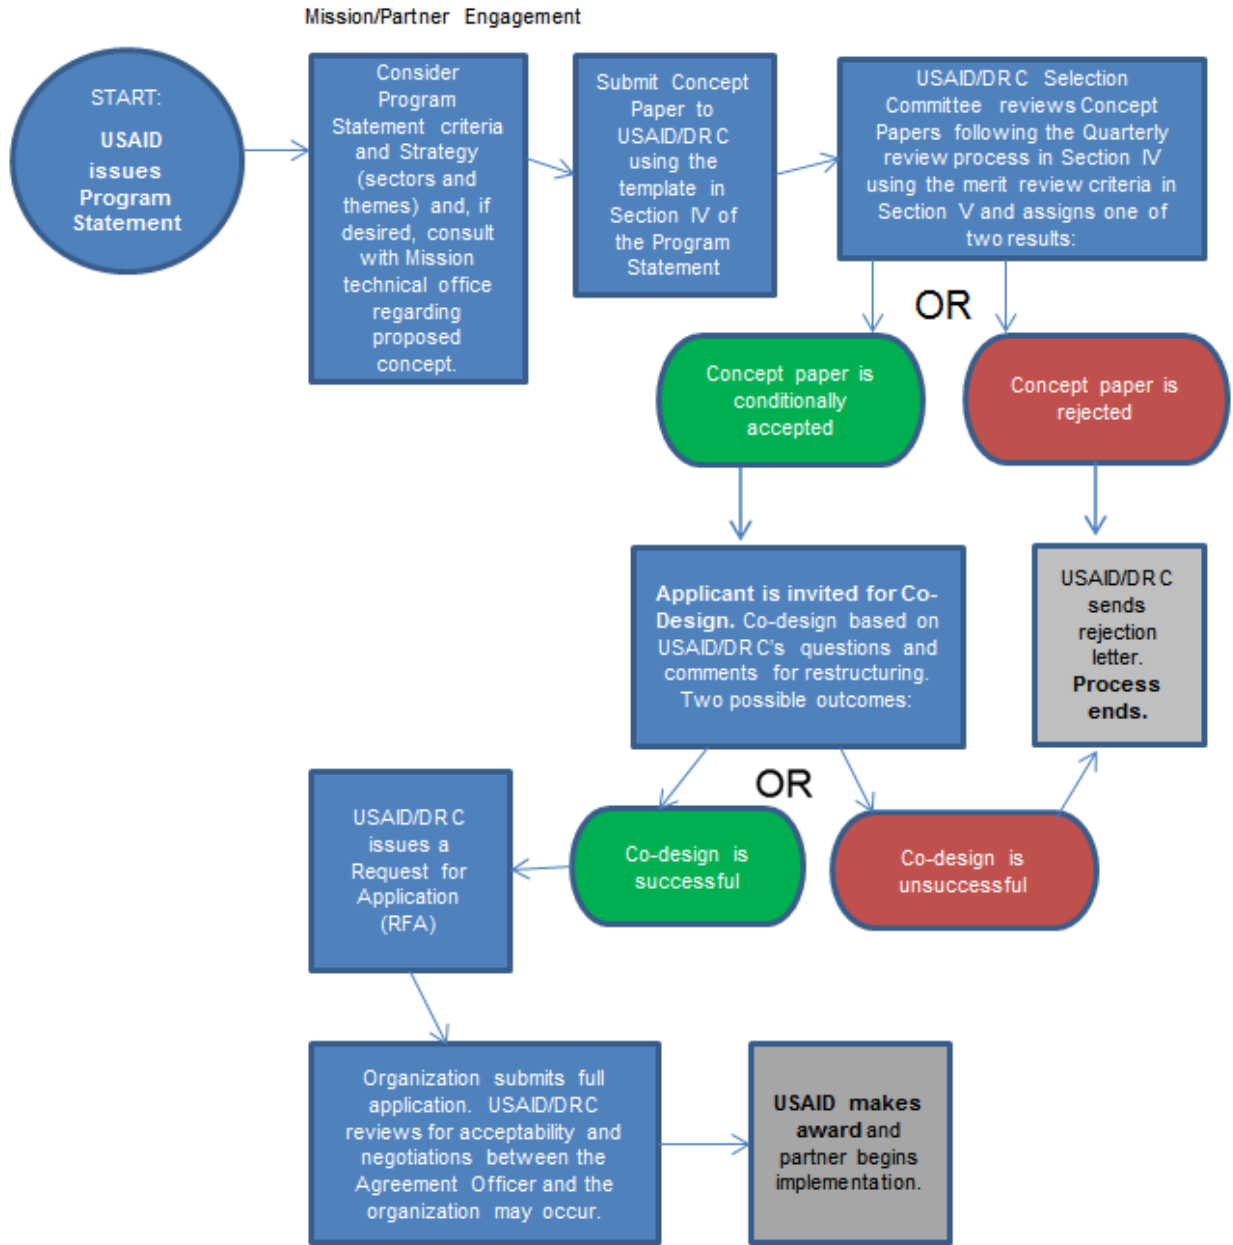 Mission/Partner Engagement
START:
USAID
issues
Program
Statement
Consider
Program
Statement criteria
and Strategy
(sectors and
themes) and, if
desired, consult
with Mission
technical office
regarding
proposed
concept.
Submit Concept
Paper to
USAID/DRC
using the
template in
Section IV of
the Program
Statement
USAID/DRC Selection
Committee reviews Concept
Papers following the Quarterly
review process in Section IV
using the merit review criteria in
Section V and assigns one of
two results:
OR
Concept paper is
conditionally
accepted
Concept paper is
rejected
Applicant is invited for Co-
Design. Co-design based on
USAID/DRC's questions and
comments for restructuring.
Two possible outcomes:
USAID/DRC
sends
rejection
letter.
Process
ends.
OR
USAID/DRC
issues a
Request for
Application
(RFA)
Co-design is
successful
Co-design is
unsuccessful
Organization submits full
application. USAID/DRC
reviews for acceptability and
negotiations between the
Agreement Officer and the
organization may occur.
USAID makes
award and
partner begins
implementation.